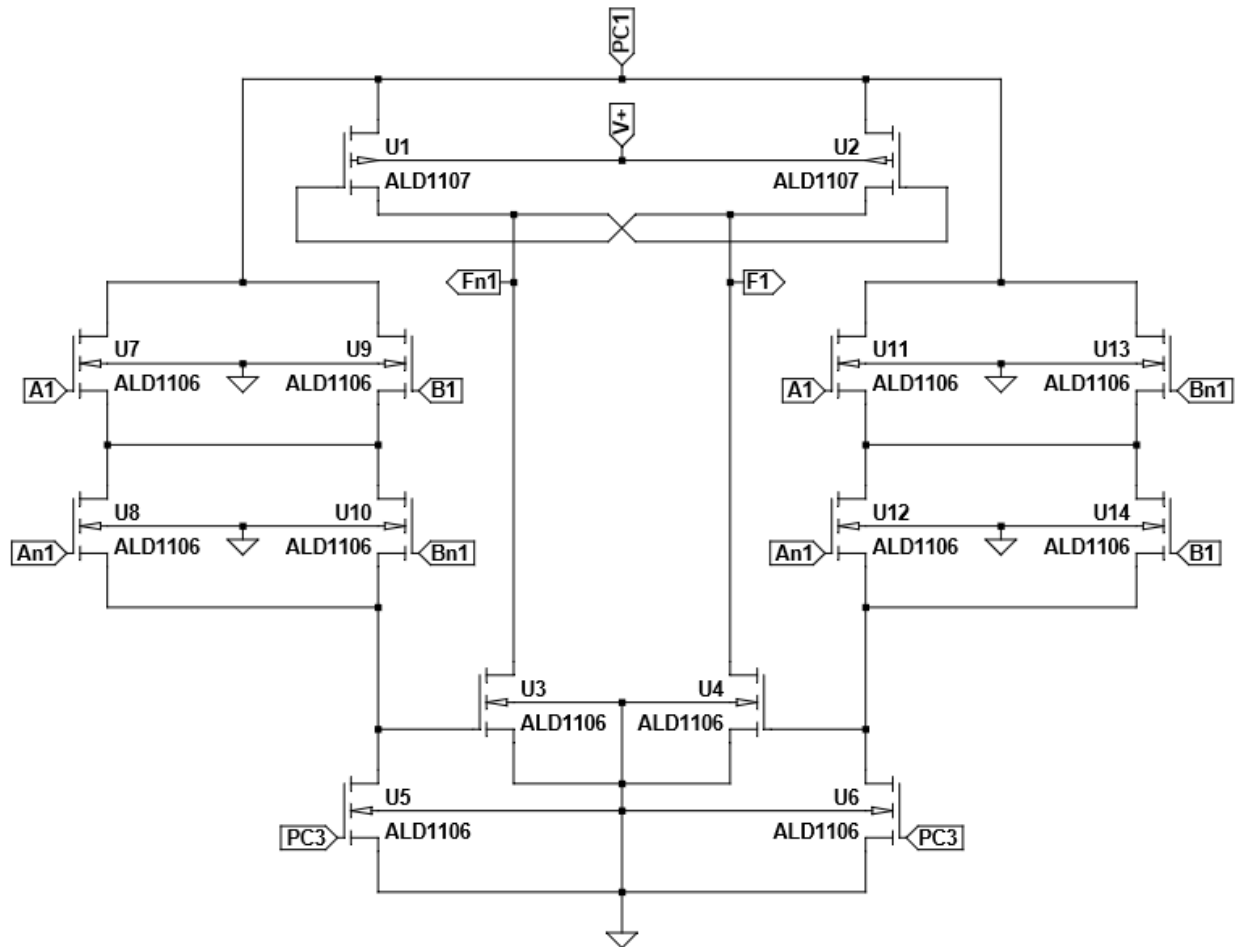 PC1
V+
U1 U2
ALD1107 ALD1107
Fn1 F1
U7 U9 U11 U13
A1 ALD1106 ALD1106 B1 A1 ALD1106 ALD1106 Bn1
U8 U10 U12 U14
An1 ALD1106 ALD1106 Bn1 An1 ALD1106 ALD1106 B1
U3 U4
ALD1106 ALD1106
U5 U6
PC3 ALD1106 ALD1106 PC3